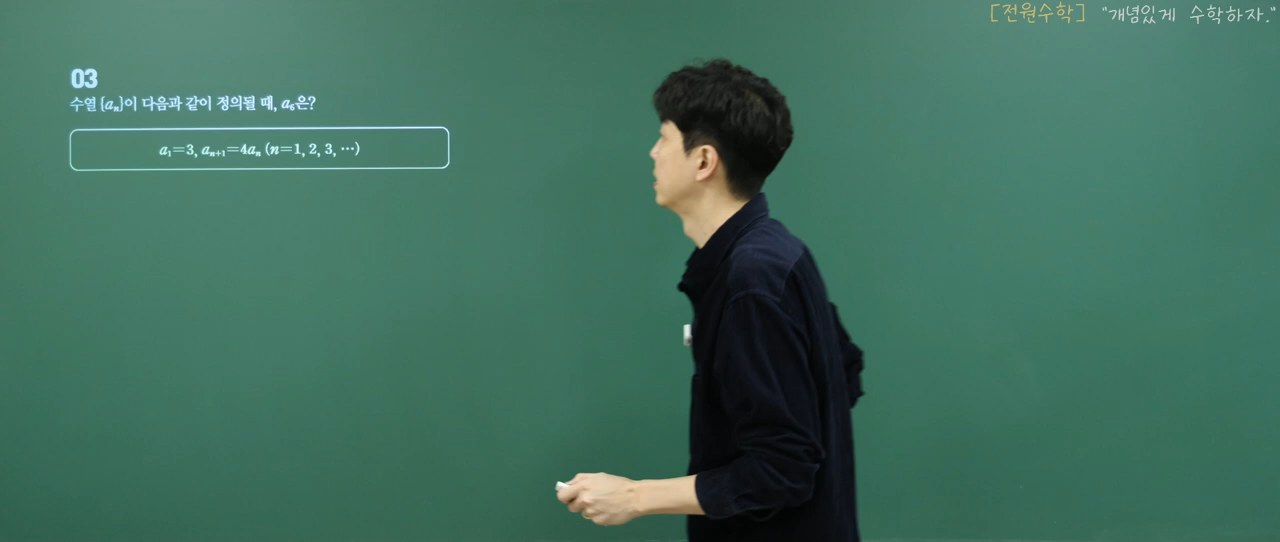 [전원수학] "개념있게 수학하자."
03
수열 {aₙ}이 다음과 같이 정의될 때, a₆은?
a₁=3, aₙ₊₁=4aₙ (n=1, 2, 3, ⋯)